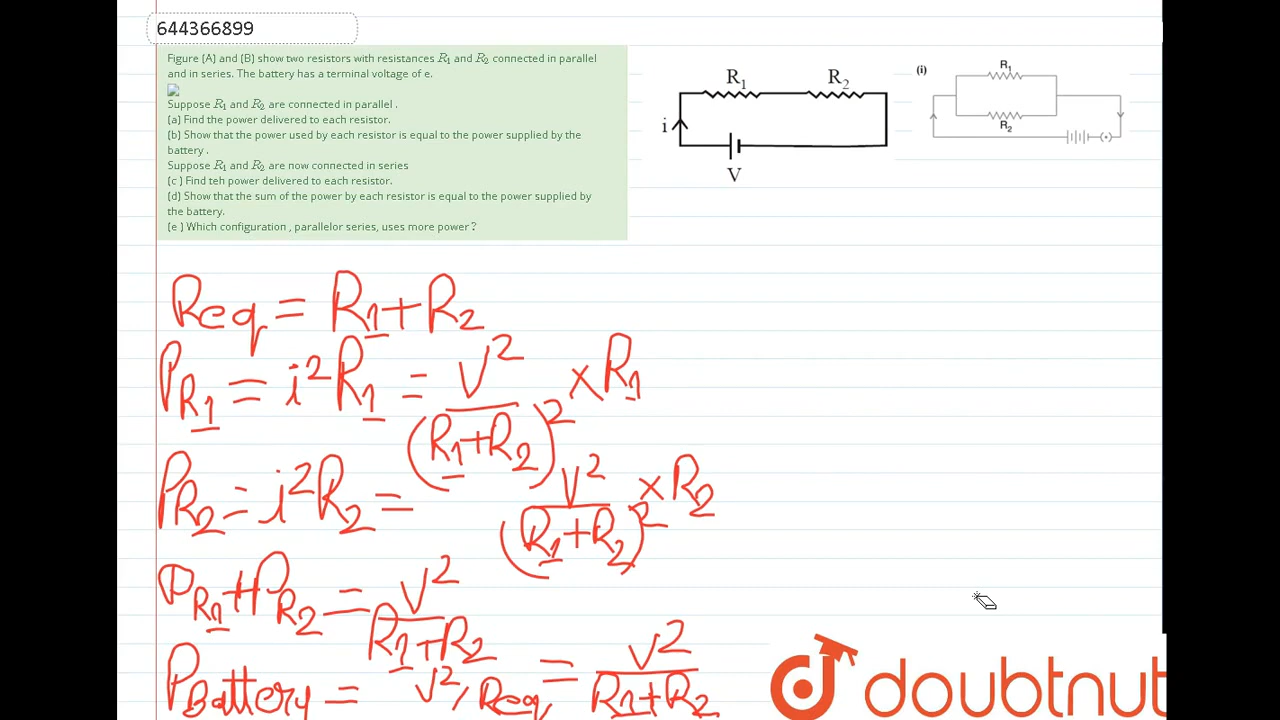 644366899
Figure (A) and (B) show two resistors with resistances R₁ and R₂ connected in parallel
and in series. The battery has a terminal voltage of e.
Suppose R₁ and R₂ are connected in parallel .
(a) Find the power delivered to each resistor.
(b) Show that the power used by each resistor is equal to the power supplied by the
battery .
Suppose R₁ and R₂ are now connected in series
(c ) Find teh power delivered to each resistor.
(d) Show that the sum of the power by each resistor is equal to the power supplied by
the battery.
(e ) Which configuration , parallelor series, uses more power ?
R₁ R₂
i
V
(i)
R₁
R₂
Req = R₁+R₂
P_R₁ = i²R₁ = V²/(R₁+R₂)² × R₁
P_R₂ = i²R₂ = V²/(R₁+R₂)² × R₂
P_R₁ + P_R₂ = V²/R₁+R₂
P_Battery = V²/Req = V²/R₁+R₂
doubtnut